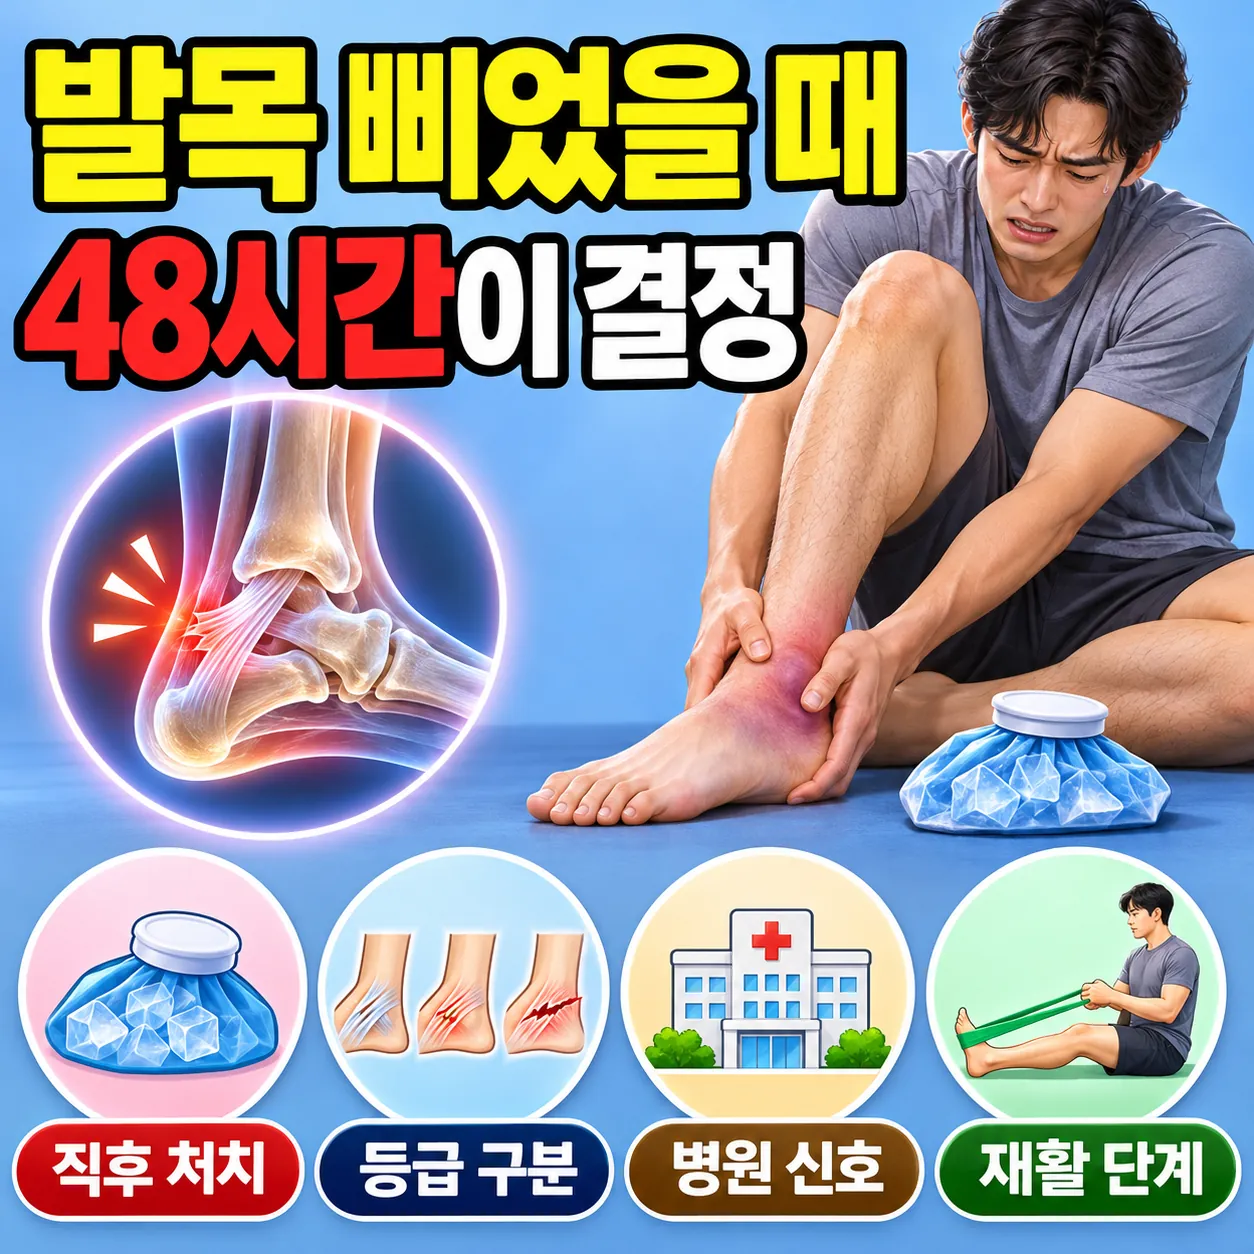 발목 삐었을 때
48시간이 결정
직후 처치
등급 구분
병원 신호
재활 단계